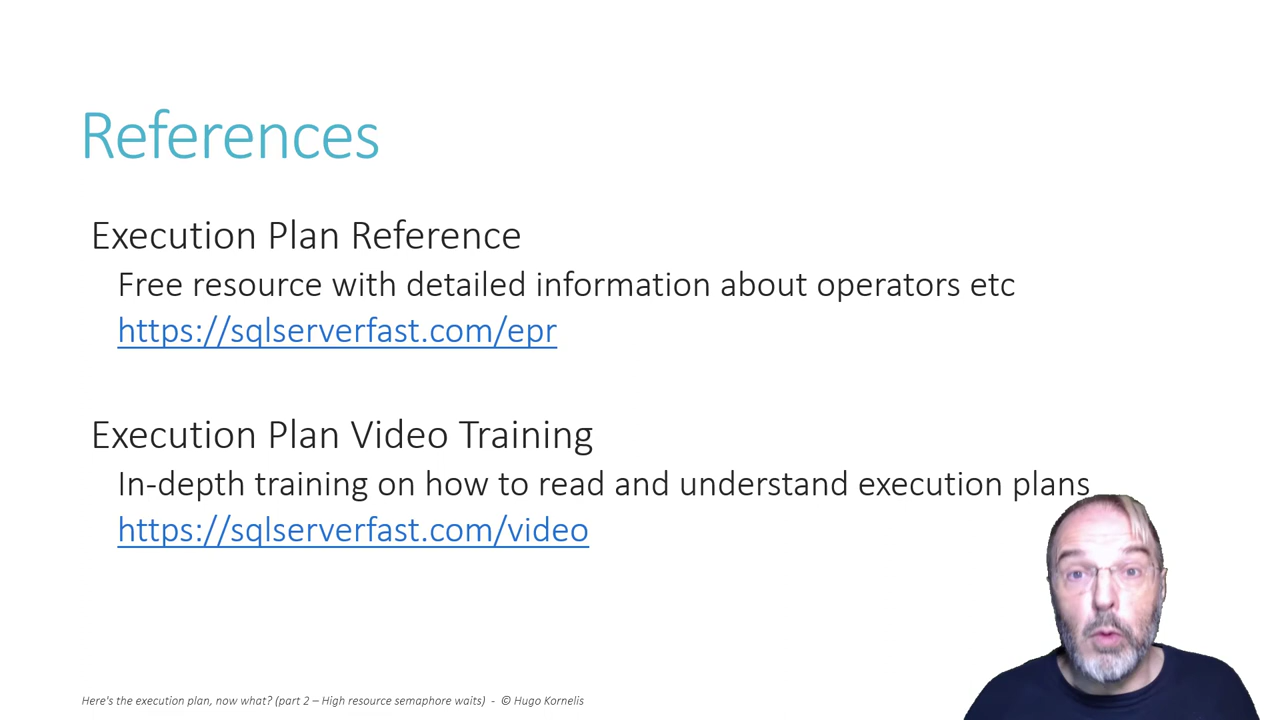 References
Execution Plan Reference
Free resource with detailed information about operators etc
https://sqlserverfast.com/epr
Execution Plan Video Training
In-depth training on how to read and understand execution plans
https://sqlserverfast.com/video
Here's the execution plan, now what? (part 2 – High resource semaphore waits) - © Hugo Kornelis